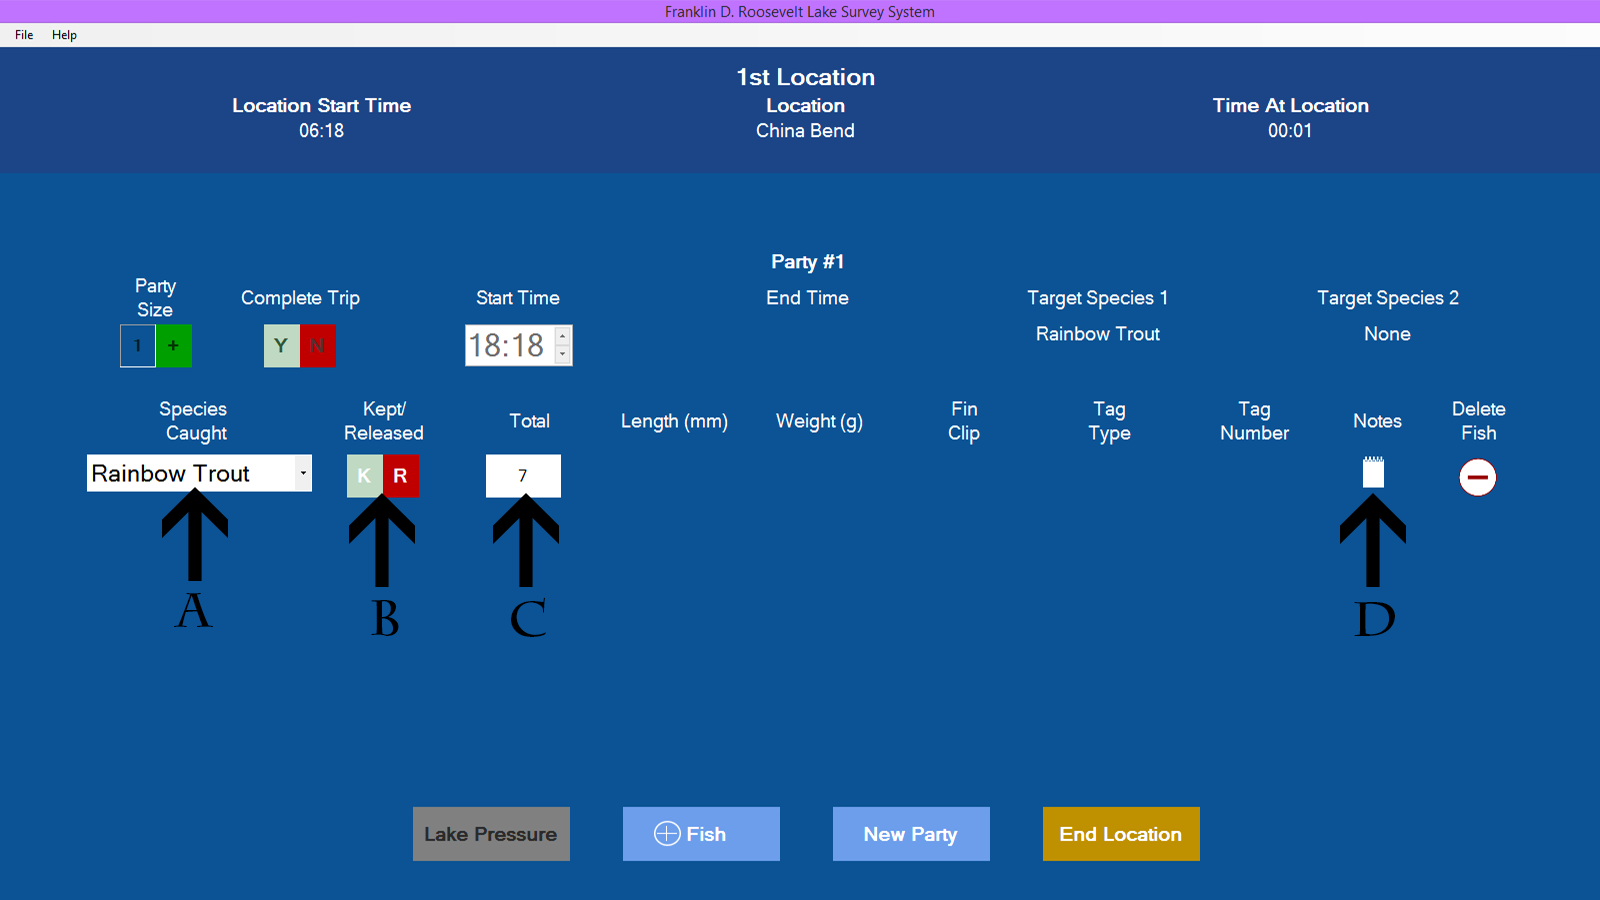 Franklin D. Roosevelt Lake Survey System
File Help
1st Location
Location Start Time Location Time At Location
06:18 China Bend 00:01
Party #1
Party Size Complete Trip Start Time End Time Target Species 1 Target Species 2
1 + Y N 18:18 Rainbow Trout None
Species Caught Kept/ Released Total Length (mm) Weight (g) Fin Clip Tag Type Tag Number Notes Delete Fish
Rainbow Trout K R 7
A B C D
Lake Pressure Fish New Party End Location